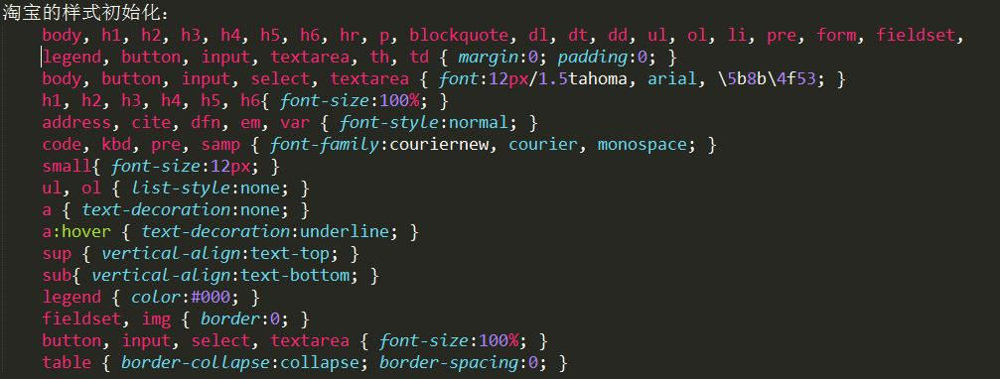 淘宝的样式初始化:
body, h1, h2, h3, h4, h5, h6, hr, p, blockquote, dl, dt, dd, ul, ol, li, pre, form, fieldset,
legend, button, input, textarea, th, td { margin:0; padding:0; }
body, button, input, select, textarea { font:12px/1.5tahoma, arial, \5b8b\4f53; }
h1, h2, h3, h4, h5, h6{ font-size:100%; }
address, cite, dfn, em, var { font-style:normal; }
code, kbd, pre, samp { font-family:couriernew, courier, monospace; }
small{ font-size:12px; }
ul, ol { list-style:none; }
a { text-decoration:none; }
a:hover { text-decoration:underline; }
sup { vertical-align:text-top; }
sub{ vertical-align:text-bottom; }
legend { color:#000; }
fieldset, img { border:0; }
button, input, select, textarea { font-size:100%; }
table { border-collapse:collapse; border-spacing:0; }